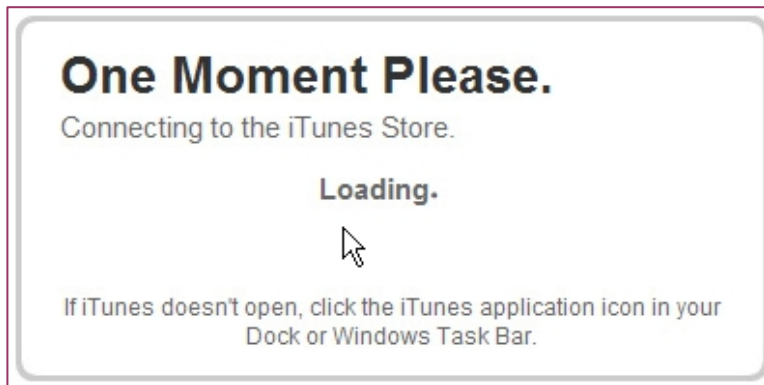 One Moment Please.
Connecting to the iTunes Store.
Loading.
If iTunes doesn't open, click the iTunes application icon in your
Dock or Windows Task Bar.